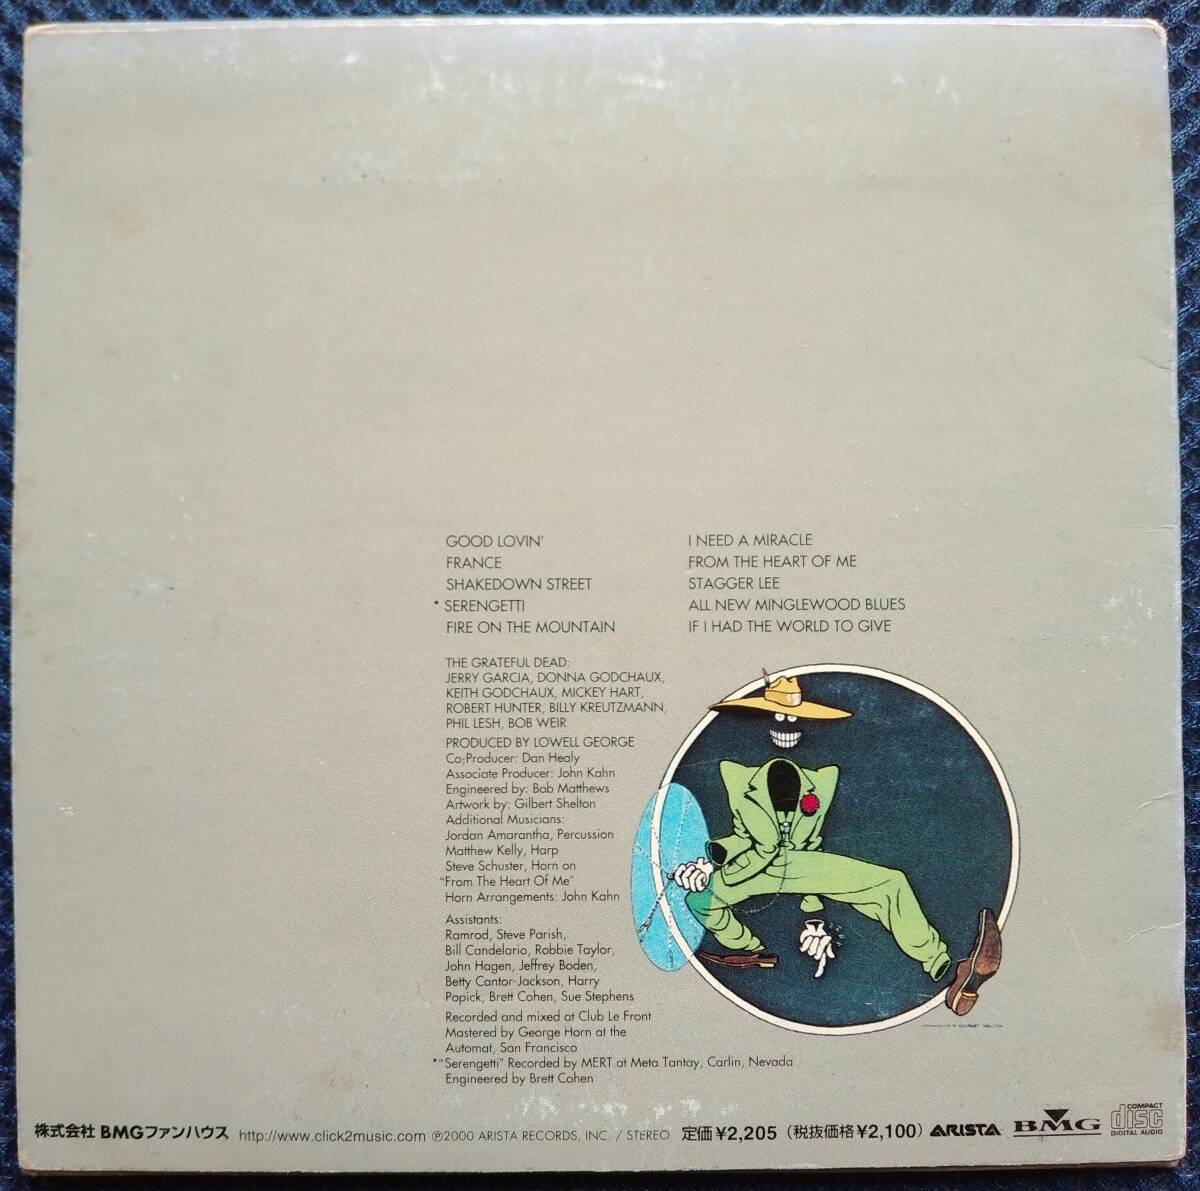 GOOD LOVIN'
FRANCE
SHAKEDOWN STREET
* SERENGETTI
FIRE ON THE MOUNTAIN
I NEED A MIRACLE
FROM THE HEART OF ME
STAGGER LEE
ALL NEW MINGLEWOOD BLUES
IF I HAD THE WORLD TO GIVE
THE GRATEFUL DEAD:
JERRY GARCIA, DONNA GODCHAUX,
KEITH GODCHAUX, MICKEY HART,
ROBERT HUNTER, BILLY KREUTZMANN,
PHIL LESH, BOB WEIR
PRODUCED BY LOWELL GEORGE
Co-Producer: Dan Healy
Associate Producer: John Kahn
Engineered by: Bob Matthews
Artwork by: Gilbert Shelton
Additional Musicians:
Jordan Amarantha, Percussion
Matthew Kelly, Harp
Steve Schuster, Horn on
"From The Heart Of Me"
Horn Arrangements: John Kahn
Assistants:
Ramrod, Steve Parish,
Bill Candelario, Robbie Taylor,
John Hagen, Jeffrey Boden,
Betty Cantor-Jackson, Harry
Popick, Brett Cohen, Sue Stephens
Recorded and mixed at Club Le Front
Mastered by George Horn at the
Automat, San Francisco
*"Serengetti" Recorded by MERT at Meta Tantay, Carlin, Nevada
Engineered by Brett Cohen
株式会社 BMGファンハウス http://www.click2music.com ℗2000 ARISTA RECORDS, INC. / STEREO 定価¥2,205 (税抜価格¥2,100) ARISTA BMG COMPACT disc DIGITAL AUDIO